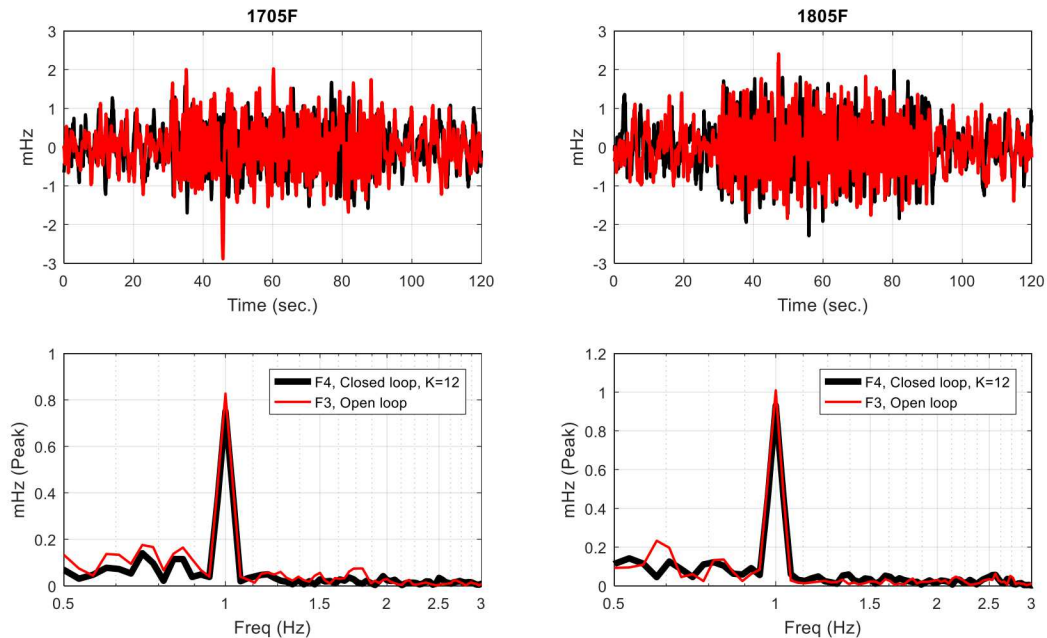 1705F
3
2
1
0
-1
-2
-3
mHz
0 20 40 60 80 100 120
Time (sec.)
1805F
3
2
1
0
-1
-2
-3
mHz
0 20 40 60 80 100 120
Time (sec.)
1
0.8
0.6
0.4
0.2
0
mHz (Peak)
F4, Closed loop, K=12
F3, Open loop
0.5 1 1.5 2 2.5 3
Freq (Hz)
1.2
1
0.8
0.6
0.4
0.2
0
mHz (Peak)
F4, Closed loop, K=12
F3, Open loop
0.5 1 1.5 2 2.5 3
Freq (Hz)